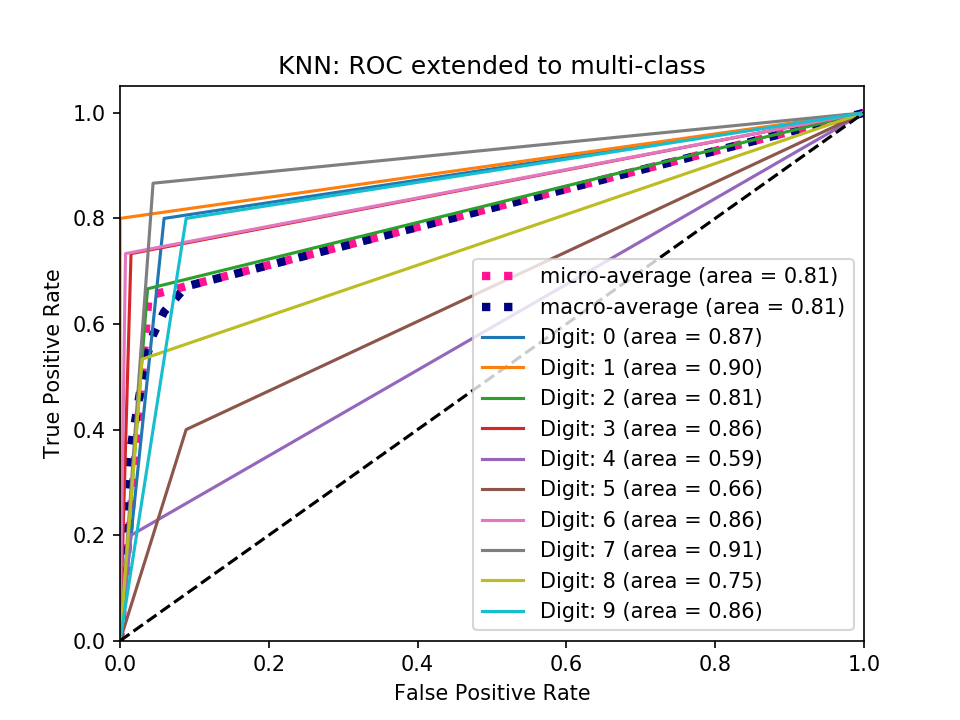 KNN: ROC extended to multi-class
True Positive Rate
1.0
0.8
0.6
0.4
0.2
0.0
micro-average (area = 0.81)
macro-average (area = 0.81)
Digit: 0 (area = 0.87)
Digit: 1 (area = 0.90)
Digit: 2 (area = 0.81)
Digit: 3 (area = 0.86)
Digit: 4 (area = 0.59)
Digit: 5 (area = 0.66)
Digit: 6 (area = 0.86)
Digit: 7 (area = 0.91)
Digit: 8 (area = 0.75)
Digit: 9 (area = 0.86)
0.0 0.2 0.4 0.6 0.8 1.0
False Positive Rate